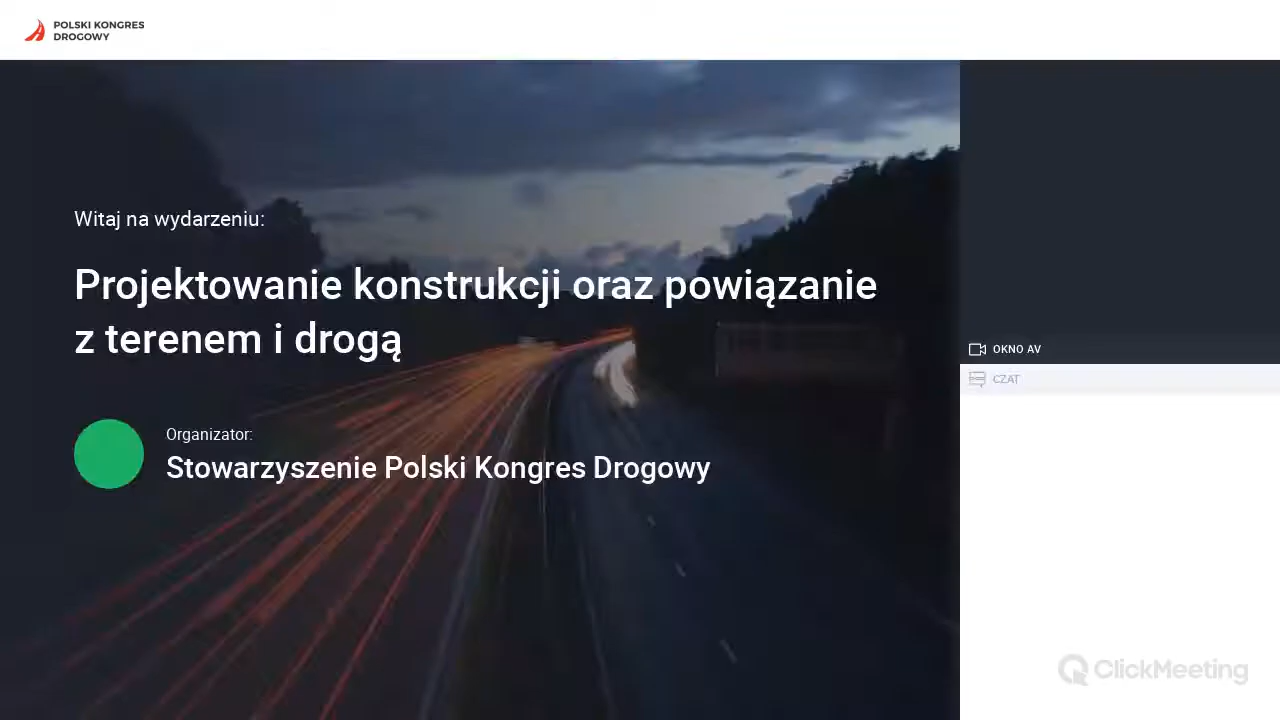 POLSKI KONGRES
DROGOWY
Witaj na wydarzeniu:
Projektowanie konstrukcji oraz powiązanie
z terenem i drogą
Organizator:
Stowarzyszenie Polski Kongres Drogowy
OKNO AV
CZAT
ClickMeeting